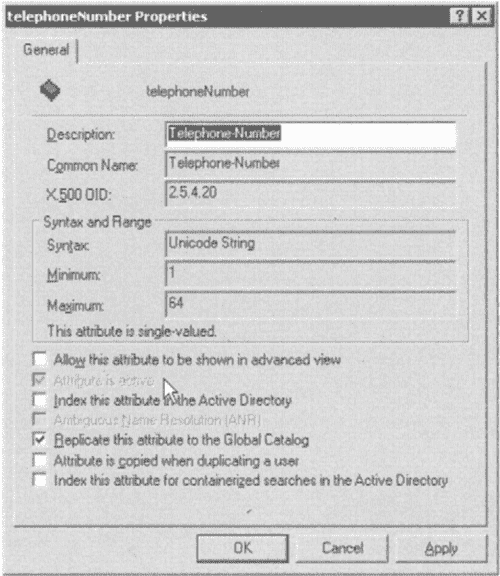 telephoneNumber Properties
General
telephoneNumber
Description: Telephone-Number
Common Name: Telephone-Number
X.500 OID: 2.5.4.20
Syntax and Range
Syntax: Unicode String
Minimum: 1
Maximum: 64
This attribute is single-valued.
Allow this attribute to be shown in advanced view
Attribute is active
Index this attribute in the Active Directory
Ambiguous Name Resolution (ANR)
Replicate this attribute to the Global Catalog
Attribute is copied when duplicating a user
Index this attribute for containerized searches in the Active Directory
OK Cancel Apply